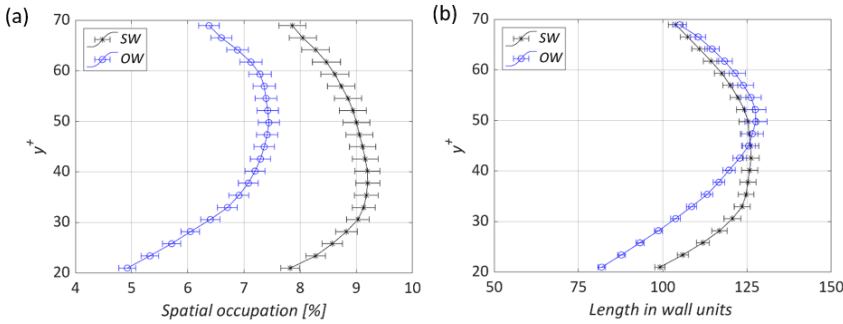 (a)
70
60
50
40
30
20
y+
SW
OW
4 5 6 7 8 9 10
Spatial occupation [%]
(b)
70
60
50
40
30
20
y+
SW
OW
50 75 100 125 150
Length in wall units